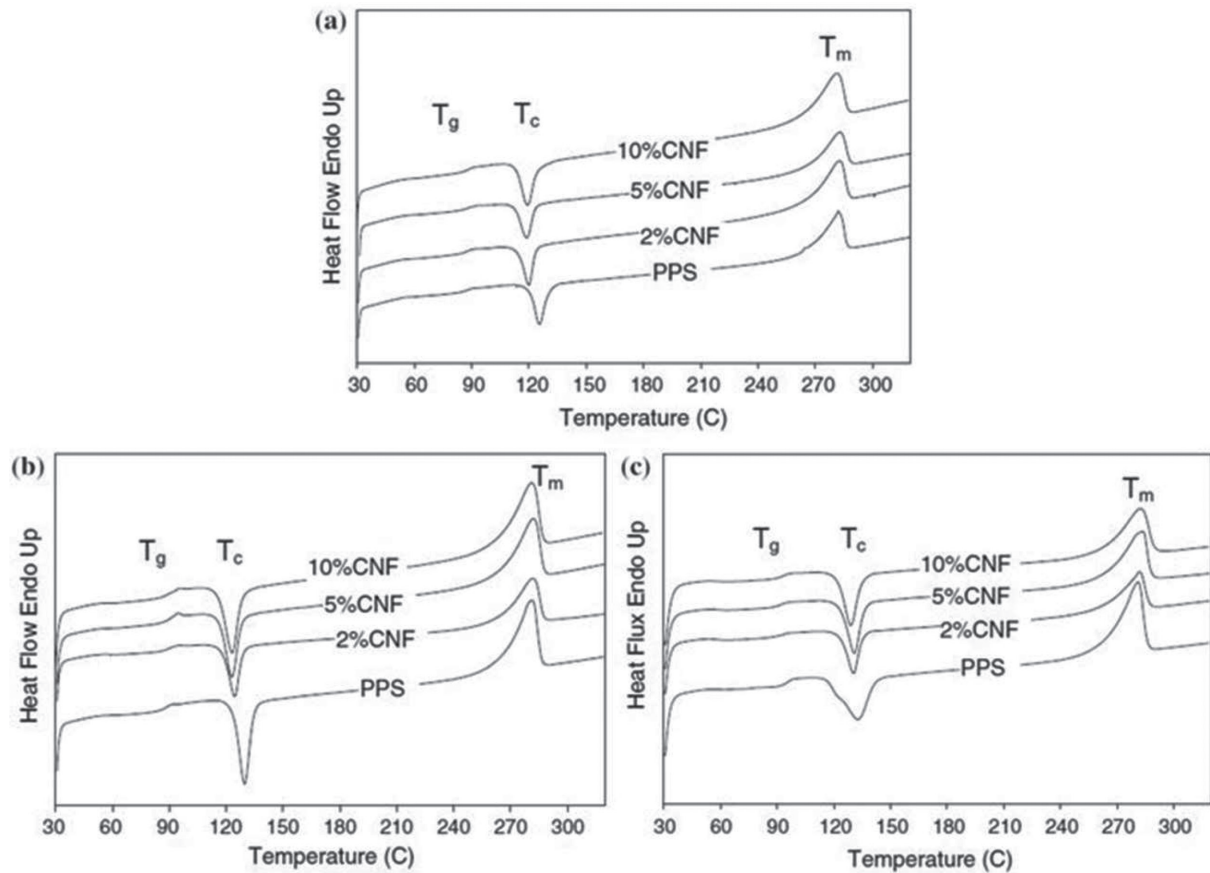 (a)
Heat Flow Endo Up
Tg
Tc
Tm
10%CNF
5%CNF
2%CNF
PPS
30 60 90 120 150 180 210 240 270 300
Temperature (C)
(b)
Heat Flow Endo Up
Tg
Tc
Tm
10%CNF
5%CNF
2%CNF
PPS
30 60 90 120 150 180 210 240 270 300
Temperature (C)
(c)
Heat Flux Endo Up
Tg
Tc
Tm
10%CNF
5%CNF
2%CNF
PPS
30 60 90 120 150 180 210 240 270 300
Temperature (C)